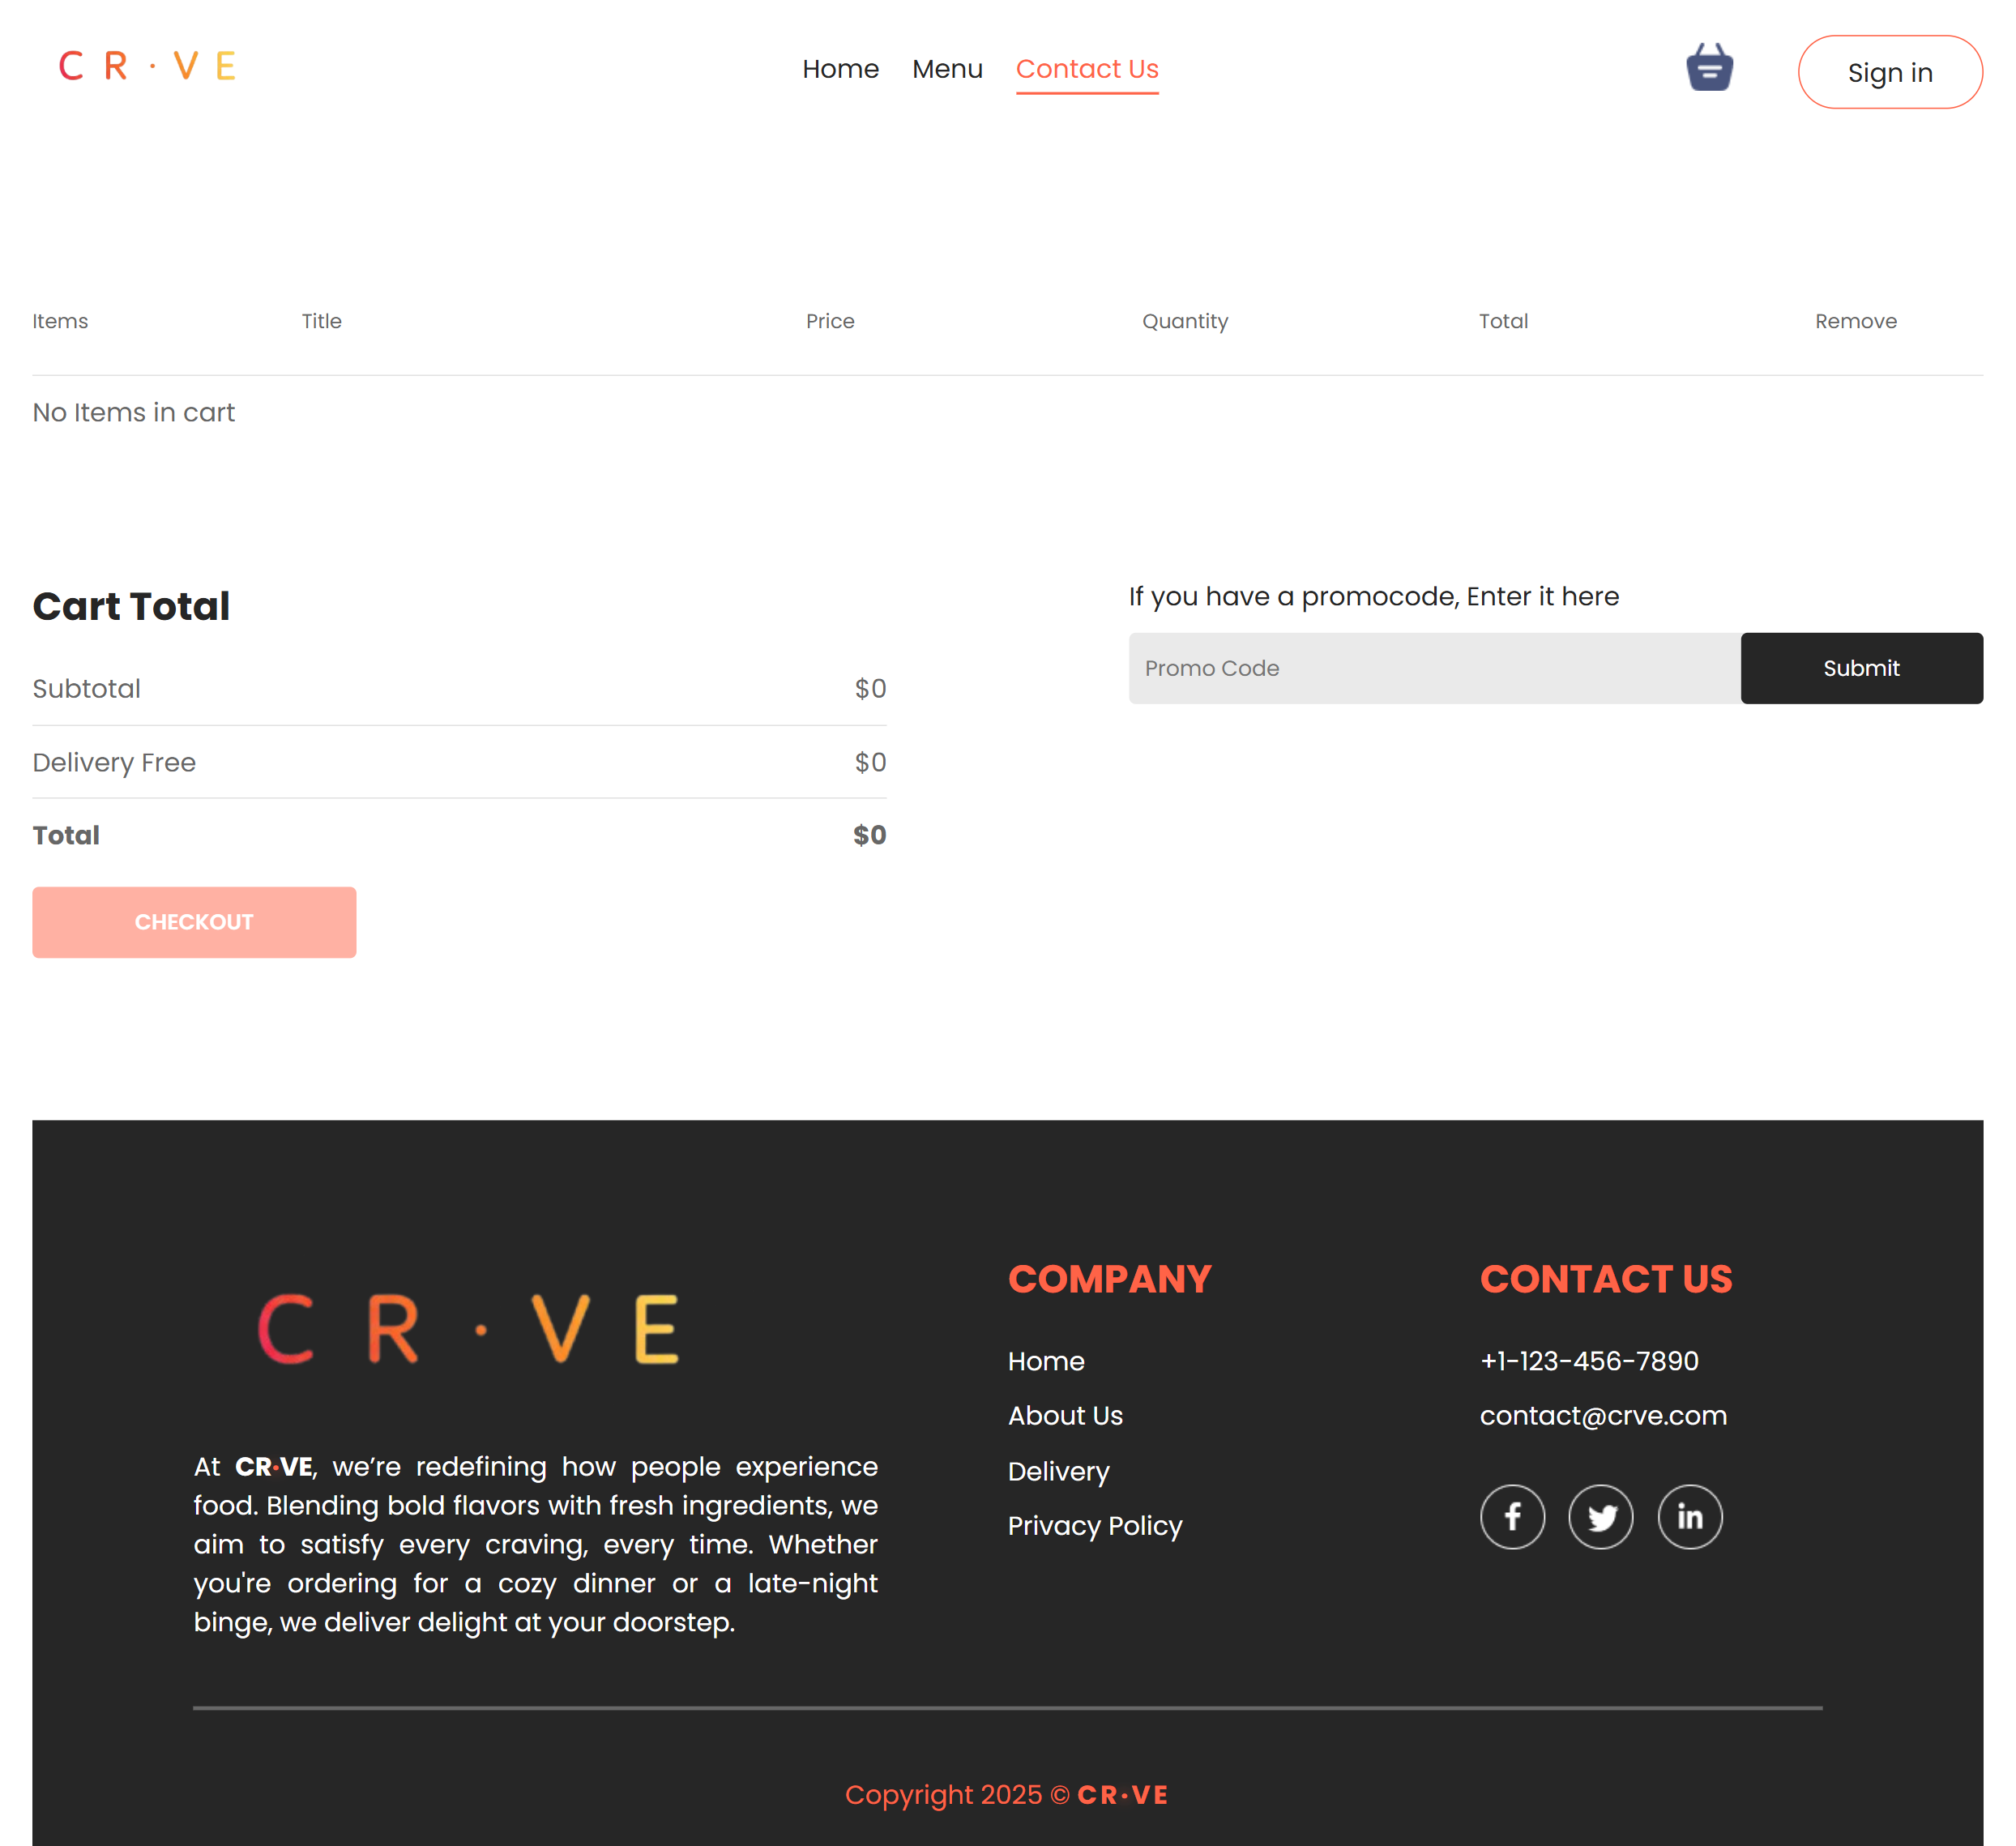 C R · V E
Home Menu Contact Us
Sign in
Items Title Price Quantity Total Remove
No Items in cart
Cart Total
Subtotal $0
Delivery Free $0
Total $0
CHECKOUT
If you have a promocode, Enter it here
Promo Code Submit
C R · V E
At CR·VE, we’re redefining how people experience
food. Blending bold flavors with fresh ingredients, we
aim to satisfy every craving, every time. Whether
you're ordering for a cozy dinner or a late-night
binge, we deliver delight at your doorstep.
COMPANY
Home
About Us
Delivery
Privacy Policy
CONTACT US
+1-123-456-7890
contact@crve.com
f in
Copyright 2025 © CR·VE